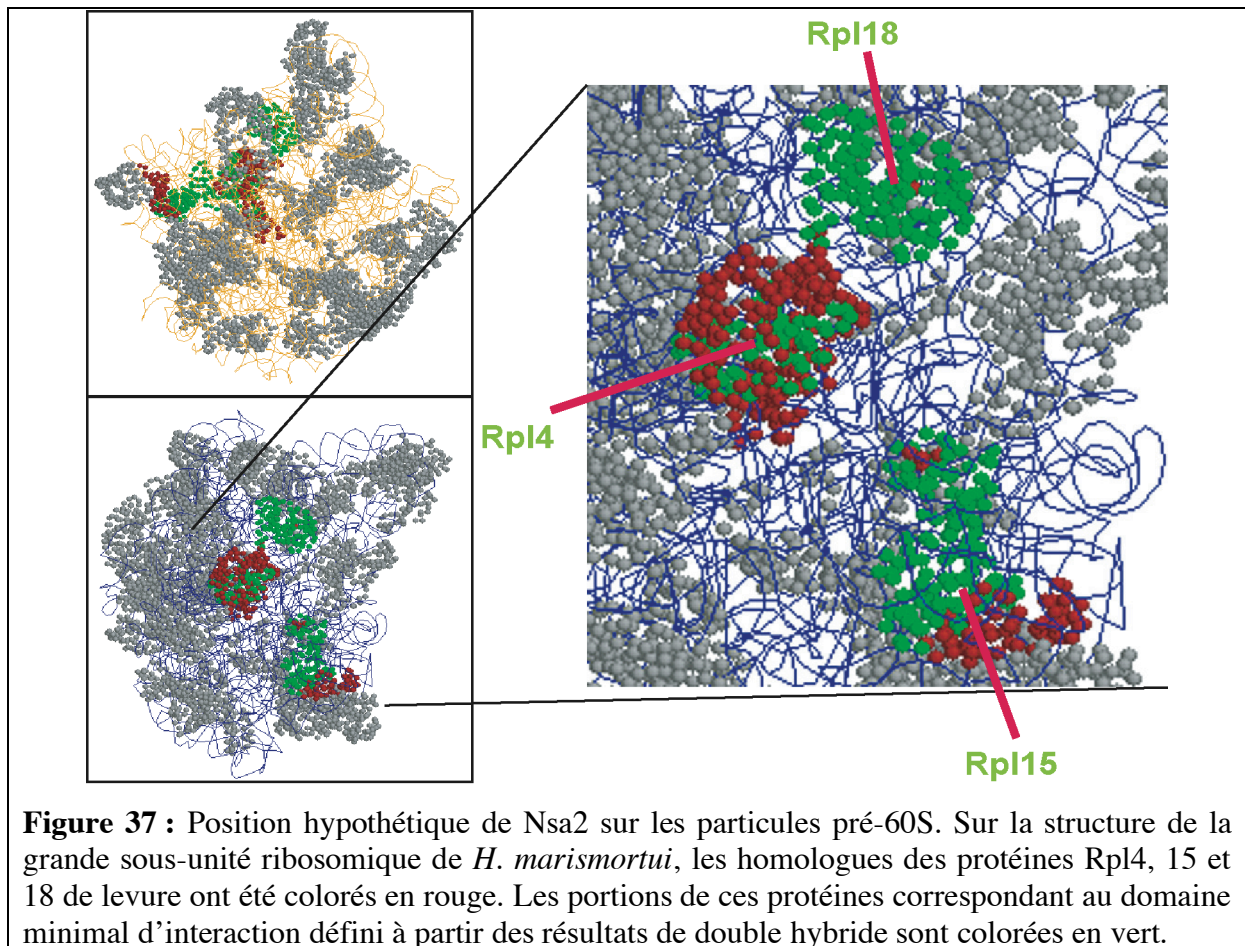 Rpl18
Rpl4
Rpl15
Figure 37 : Position hypothétique de Nsa2 sur les particules pré-60S. Sur la structure de la
grande sous-unité ribosomique de H. marismortui, les homologues des protéines Rpl4, 15 et
18 de levure ont été colorés en rouge. Les portions de ces protéines correspondant au domaine
minimal d'interaction défini à partir des résultats de double hybride sont colorées en vert.